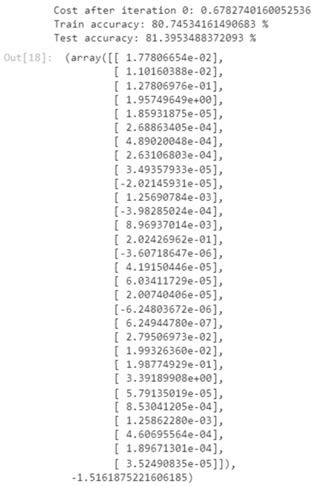 Cost after iteration 0: 0.6782740160052536
Train accuracy: 80.74534161490683 %
Test accuracy: 81.3953488372093 %
Out[18]: (array([[ 1.77806654e-02],
[ 1.10160388e-02],
[ 1.27806976e-01],
[ 1.95749649e+00],
[ 1.85931875e-05],
[ 2.68863405e-04],
[ 4.89020048e-04],
[ 2.63106803e-04],
[ 3.49357933e-05],
[-2.02145931e-05],
[ 1.25690784e-03],
[-3.98285024e-04],
[ 8.96937014e-03],
[ 2.02426962e-01],
[-3.60718647e-06],
[ 4.19150446e-05],
[ 6.03411729e-05],
[ 2.00740406e-05],
[-6.24803672e-06],
[ 6.24944780e-07],
[ 2.79506973e-02],
[ 1.99326360e-02],
[ 1.98774929e-01],
[ 3.39189908e+00],
[ 5.79135019e-05],
[ 8.53041205e-04],
[ 1.25862280e-03],
[ 4.60695564e-04],
[ 1.89671301e-04],
[ 3.52490835e-05]]),
-1.5161875221606185)